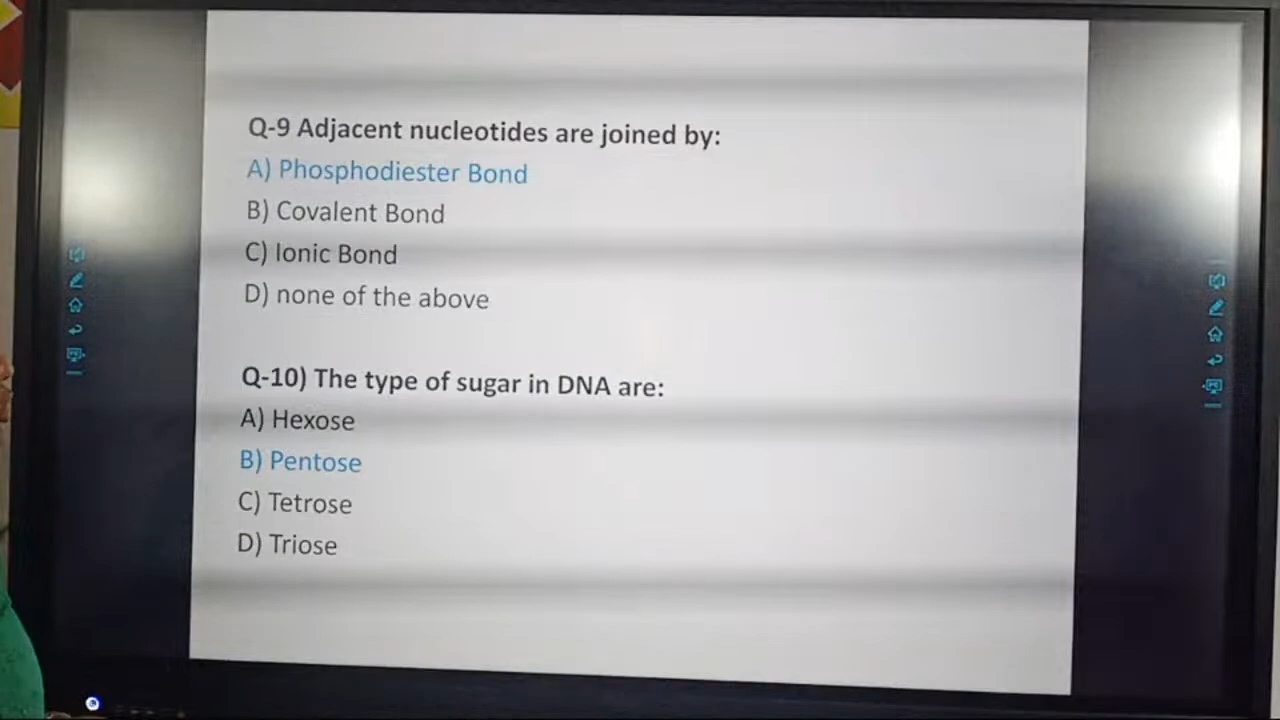 Q-9 Adjacent nucleotides are joined by:
A) Phosphodiester Bond
B) Covalent Bond
C) Ionic Bond
D) none of the above
Q-10) The type of sugar in DNA are:
A) Hexose
B) Pentose
C) Tetrose
D) Triose